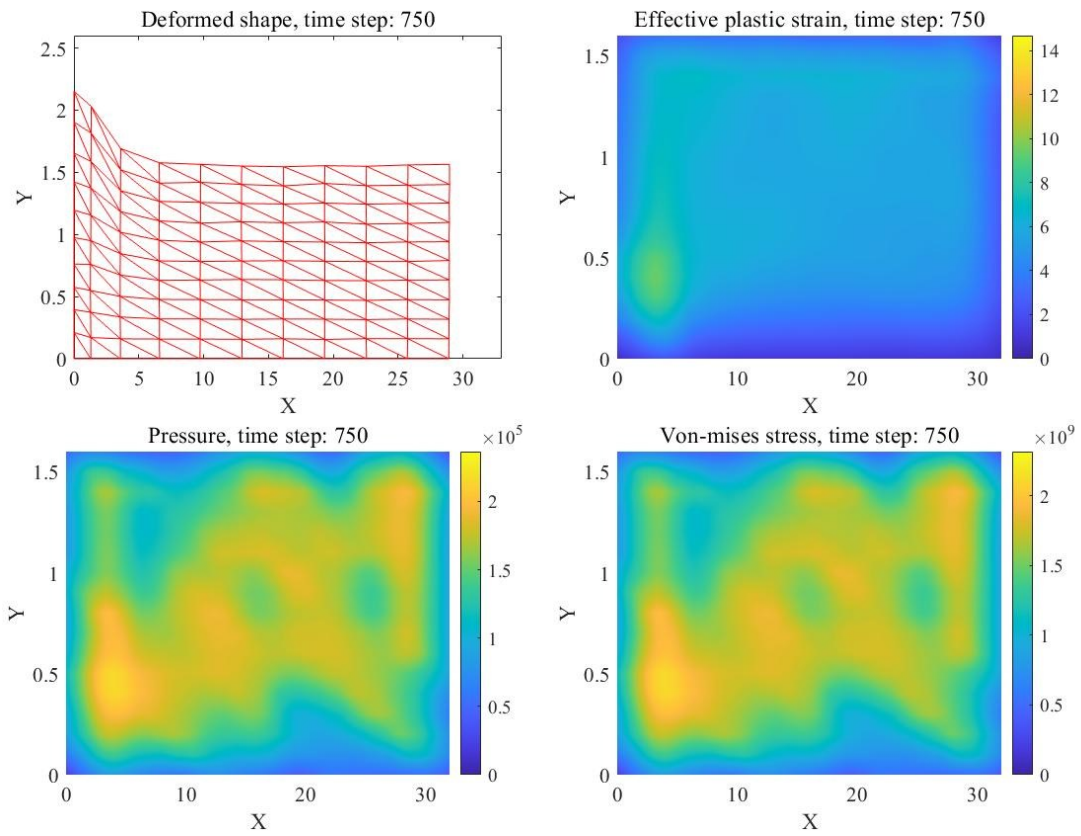 Deformed shape, time step: 750
2.5
2
1.5
1
0.5
0
Y
0 5 10 15 20 25 30
X
Effective plastic strain, time step: 750
1.5
1
0.5
0
Y
0 10 20 30
X
14
12
10
8
6
4
2
0
Pressure, time step: 750
×10⁵
1.5
1
0.5
0
Y
0 10 20 30
X
2
1.5
1
0.5
0
Von-mises stress, time step: 750
×10⁹
1.5
1
0.5
0
Y
0 10 20 30
X
2
1.5
1
0.5
0